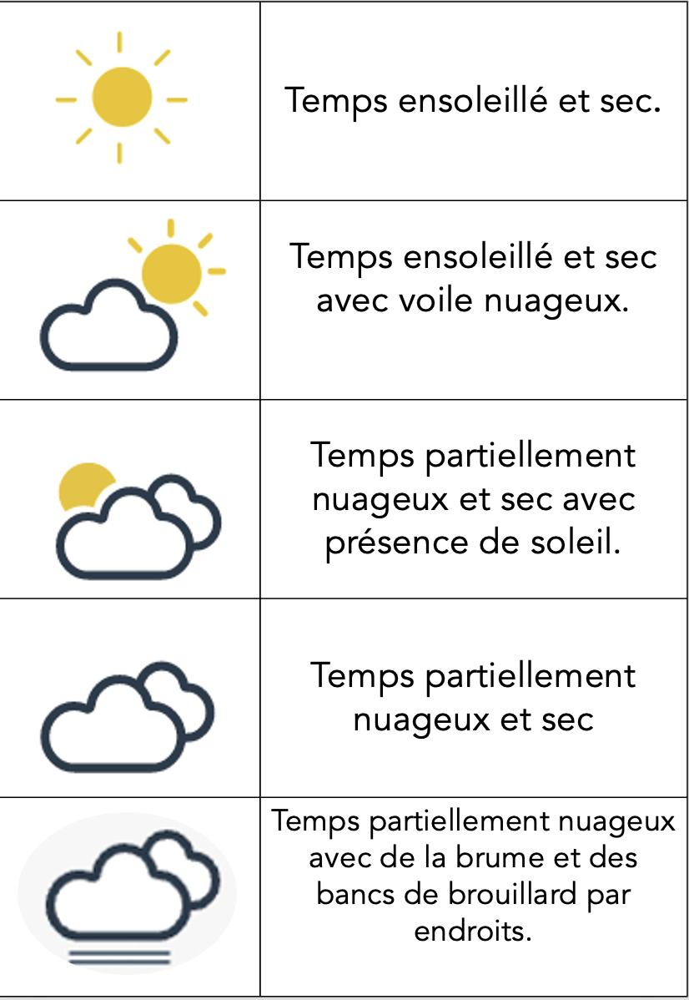 Temps ensoleillé et sec.
Temps ensoleillé et sec
avec voile nuageux.
Temps partiellement
nuageux et sec avec
présence de soleil.
Temps partiellement
nuageux et sec
Temps partiellement nuageux
avec de la brume et des
bancs de brouillard par
endroits.